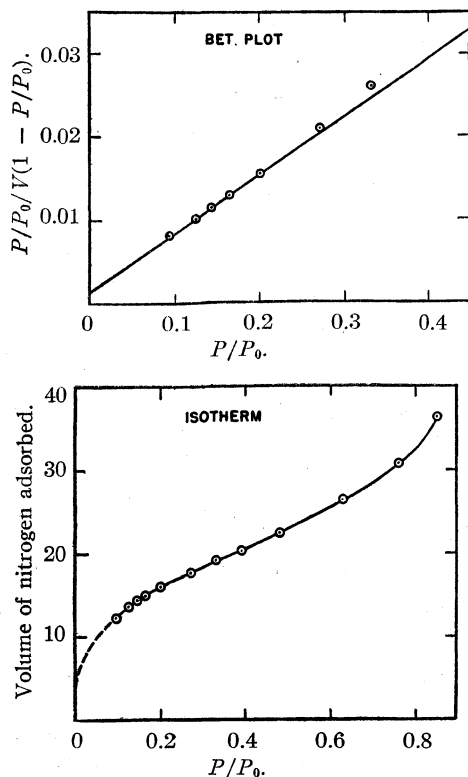 BET. PLOT
P/P₀/V(1 − P/P₀).
0.03
0.02
0.01
0 0.1 0.2 0.3 0.4
P/P₀.
ISOTHERM
Volume of nitrogen adsorbed.
40
30
20
10
0 0.2 0.4 0.6 0.8
P/P₀.